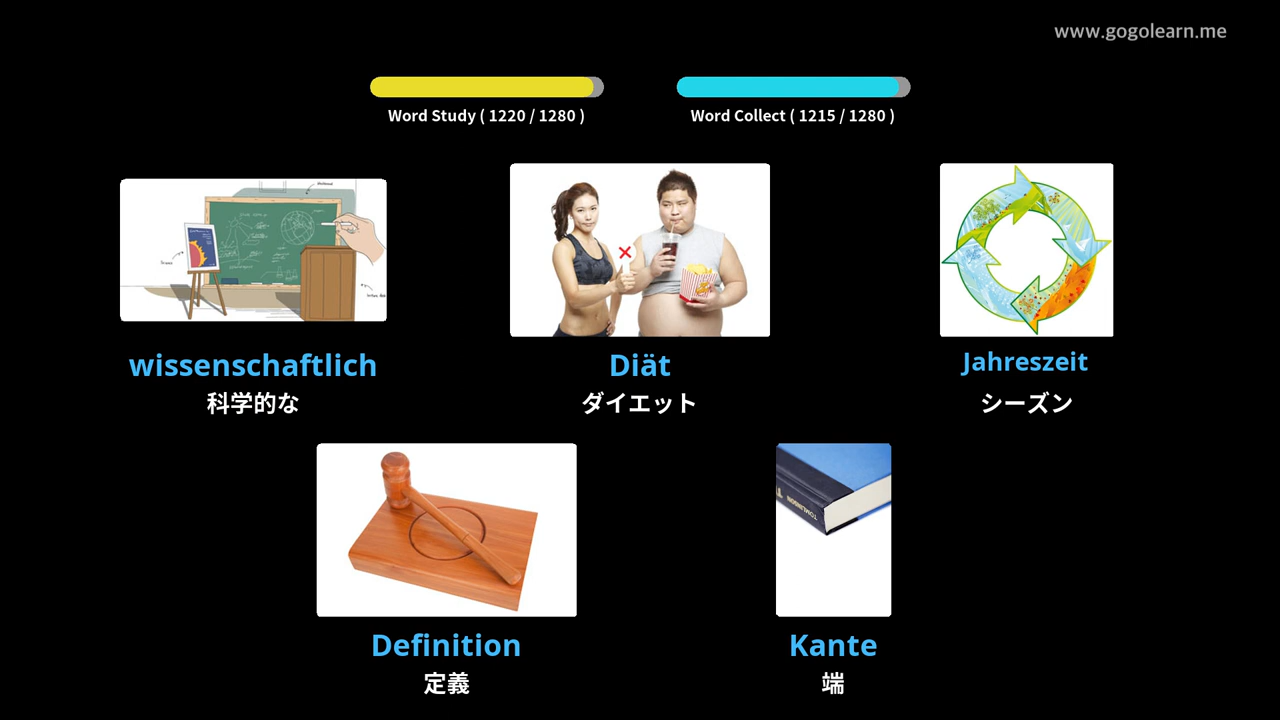 www.gogolearn.me
Word Study ( 1220 / 1280 )
Word Collect ( 1215 / 1280 )
wissenschaftlich
科学的な
Diät
ダイエット
Jahreszeit
シーズン
TOMLINSON
Definition
定義
Kante
端